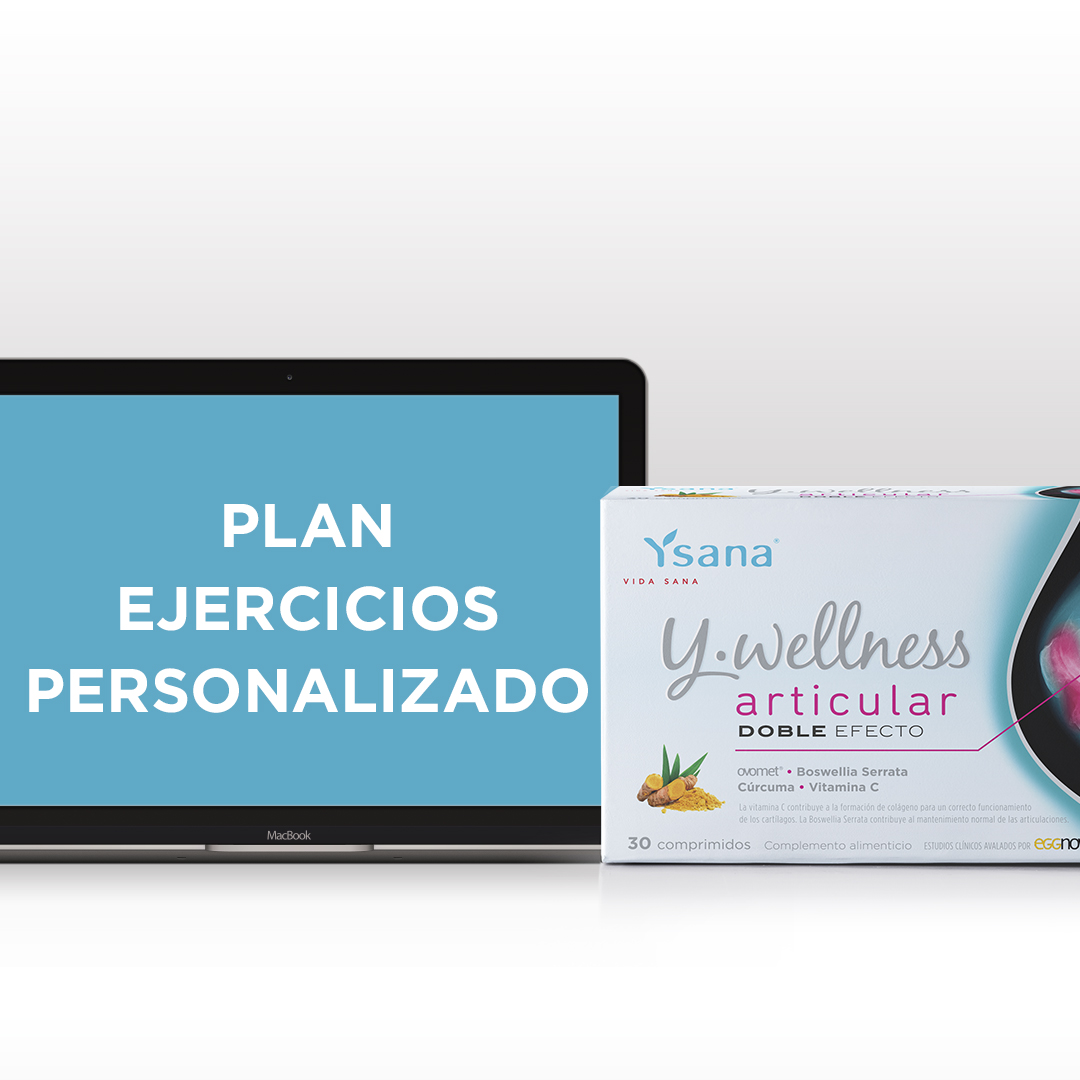 PLAN
EJERCICIOS
PERSONALIZADO
MacBook
Ysana®
VIDA SANA
y·wellness
articular
DOBLE EFECTO
ovomet® • Boswellia Serrata
Cúrcuma • Vitamina C
La vitamina C contribuye a la formación de colágeno para un correcto funcionamiento
de los cartílagos. La Boswellia Serrata contribuye al mantenimiento normal de las articulaciones.
30 comprimidos Complemento alimenticio ESTUDIOS CLÍNICOS AVALADOS POR